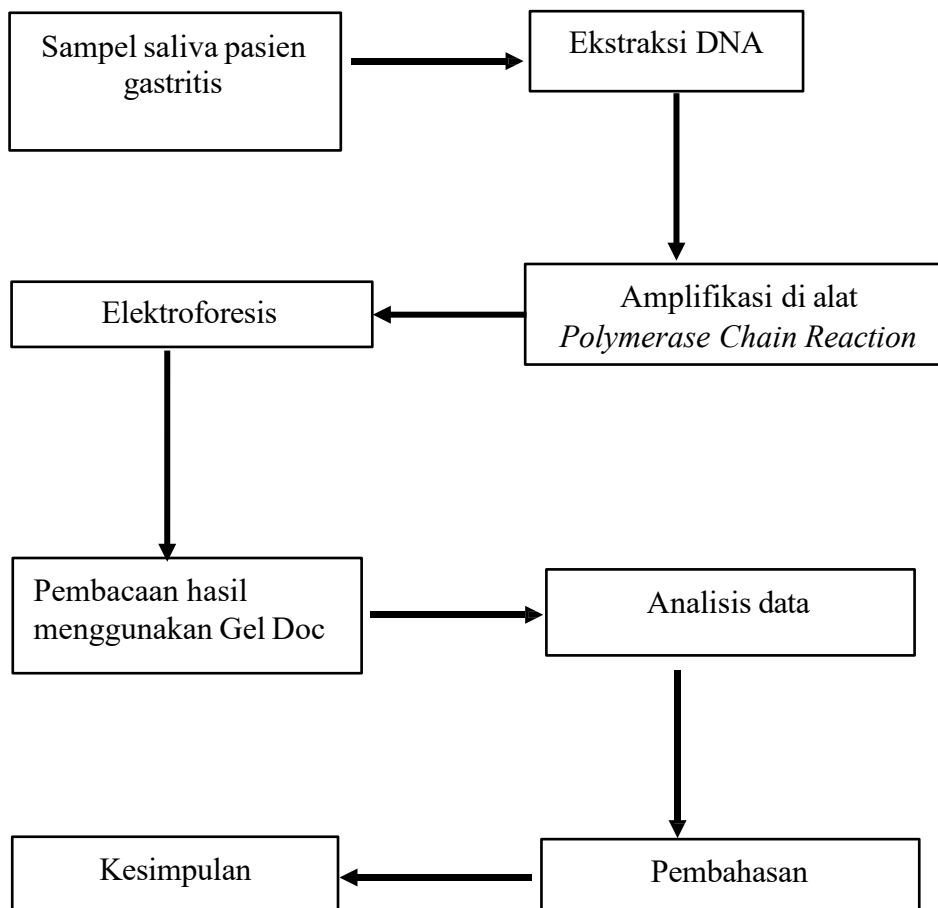 Sampel saliva pasien
gastritis
Ekstraksi DNA
Amplifikasi di alat
Polymerase Chain Reaction
Elektroforesis
Pembacaan hasil
menggunakan Gel Doc
Analisis data
Pembahasan
Kesimpulan